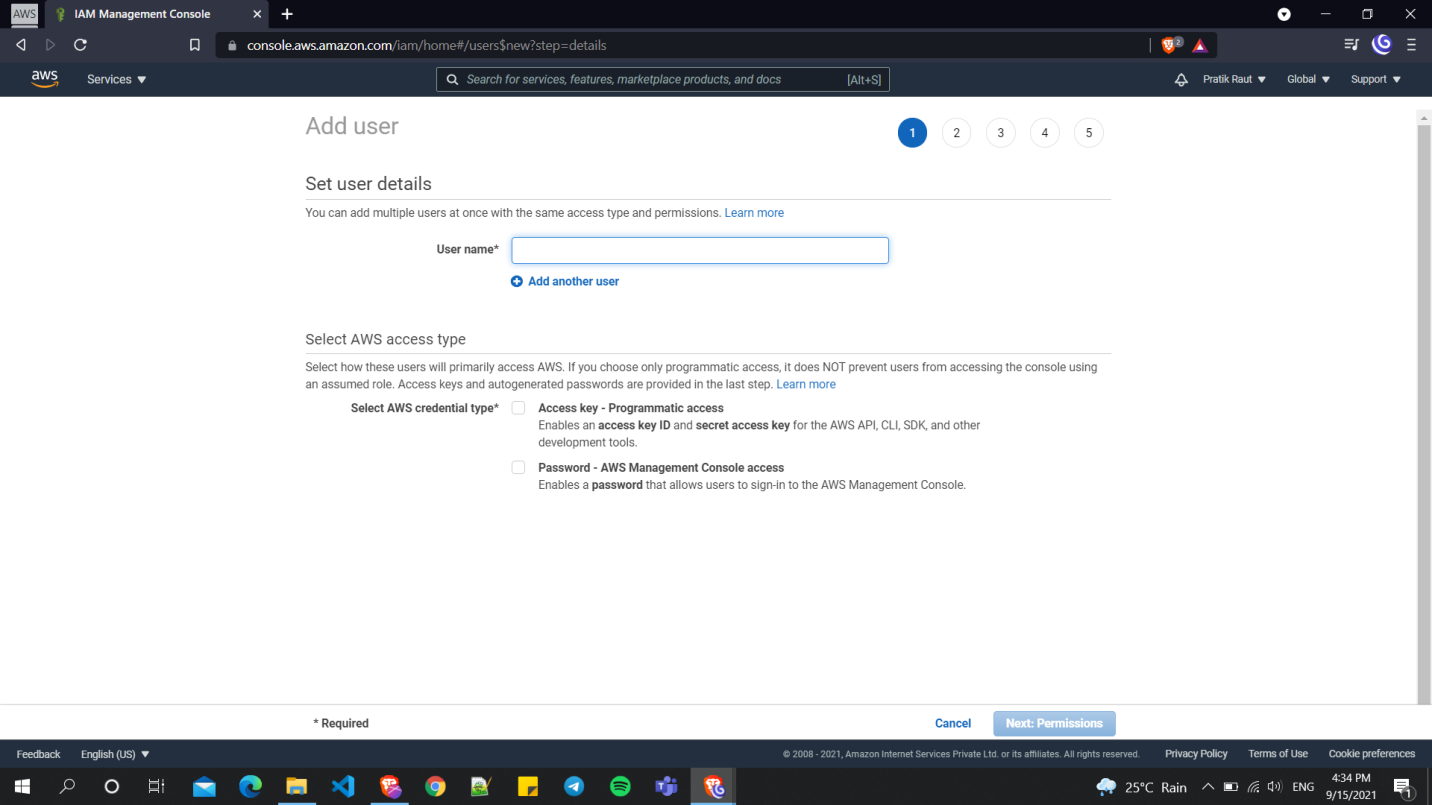 AWS
IAM Management Console
console.aws.amazon.com/iam/home#/users$new?step=details
2
aws
Services
Search for services, features, marketplace products, and docs
[Alt+S]
Pratik Raut
Global
Support
Add user
1
2
3
4
5
Set user details
You can add multiple users at once with the same access type and permissions. Learn more
User name*
Add another user
Select AWS access type
Select how these users will primarily access AWS. If you choose only programmatic access, it does NOT prevent users from accessing the console using
an assumed role. Access keys and autogenerated passwords are provided in the last step. Learn more
Select AWS credential type*
Access key - Programmatic access
Enables an access key ID and secret access key for the AWS API, CLI, SDK, and other
development tools.
Password - AWS Management Console access
Enables a password that allows users to sign-in to the AWS Management Console.
* Required
Cancel
Next: Permissions
Feedback
English (US)
© 2008 - 2021, Amazon Internet Services Private Ltd. or its affiliates. All rights reserved.
Privacy Policy
Terms of Use
Cookie preferences
25°C Rain
ENG
4:34 PM
9/15/2021
1